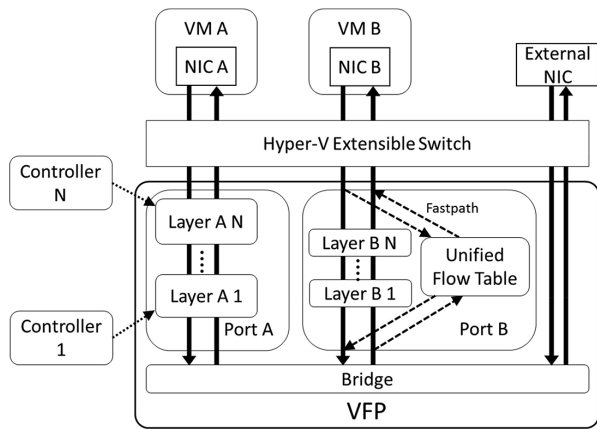 VM A
NIC A
VM B
NIC B
External
NIC
Hyper-V Extensible Switch
Controller
N
Controller
1
Layer A N
Layer A 1
Port A
Fastpath
Layer B N
Layer B 1
Unified
Flow Table
Port B
Bridge
VFP